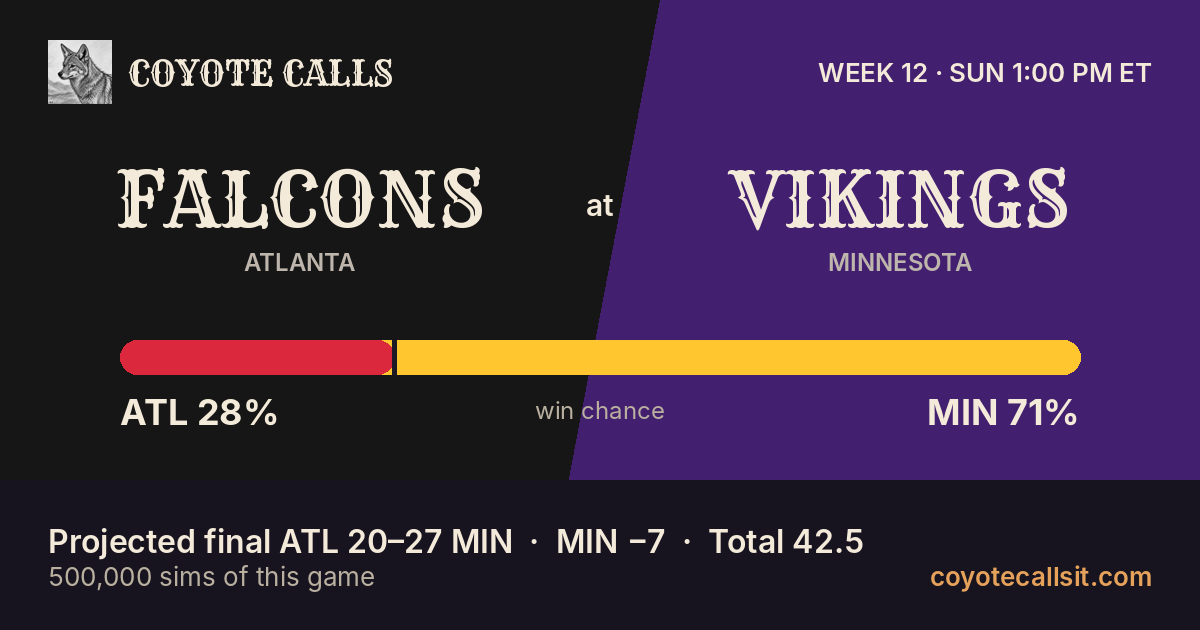 COYOTE CALLS
WEEK 12 · SUN 1:00 PM ET
FALCONS at VIKINGS
ATLANTA MINNESOTA
ATL 28% win chance MIN 71%
Projected final ATL 20–27 MIN · MIN −7 · Total 42.5
500,000 sims of this game
coyotecallsit.com